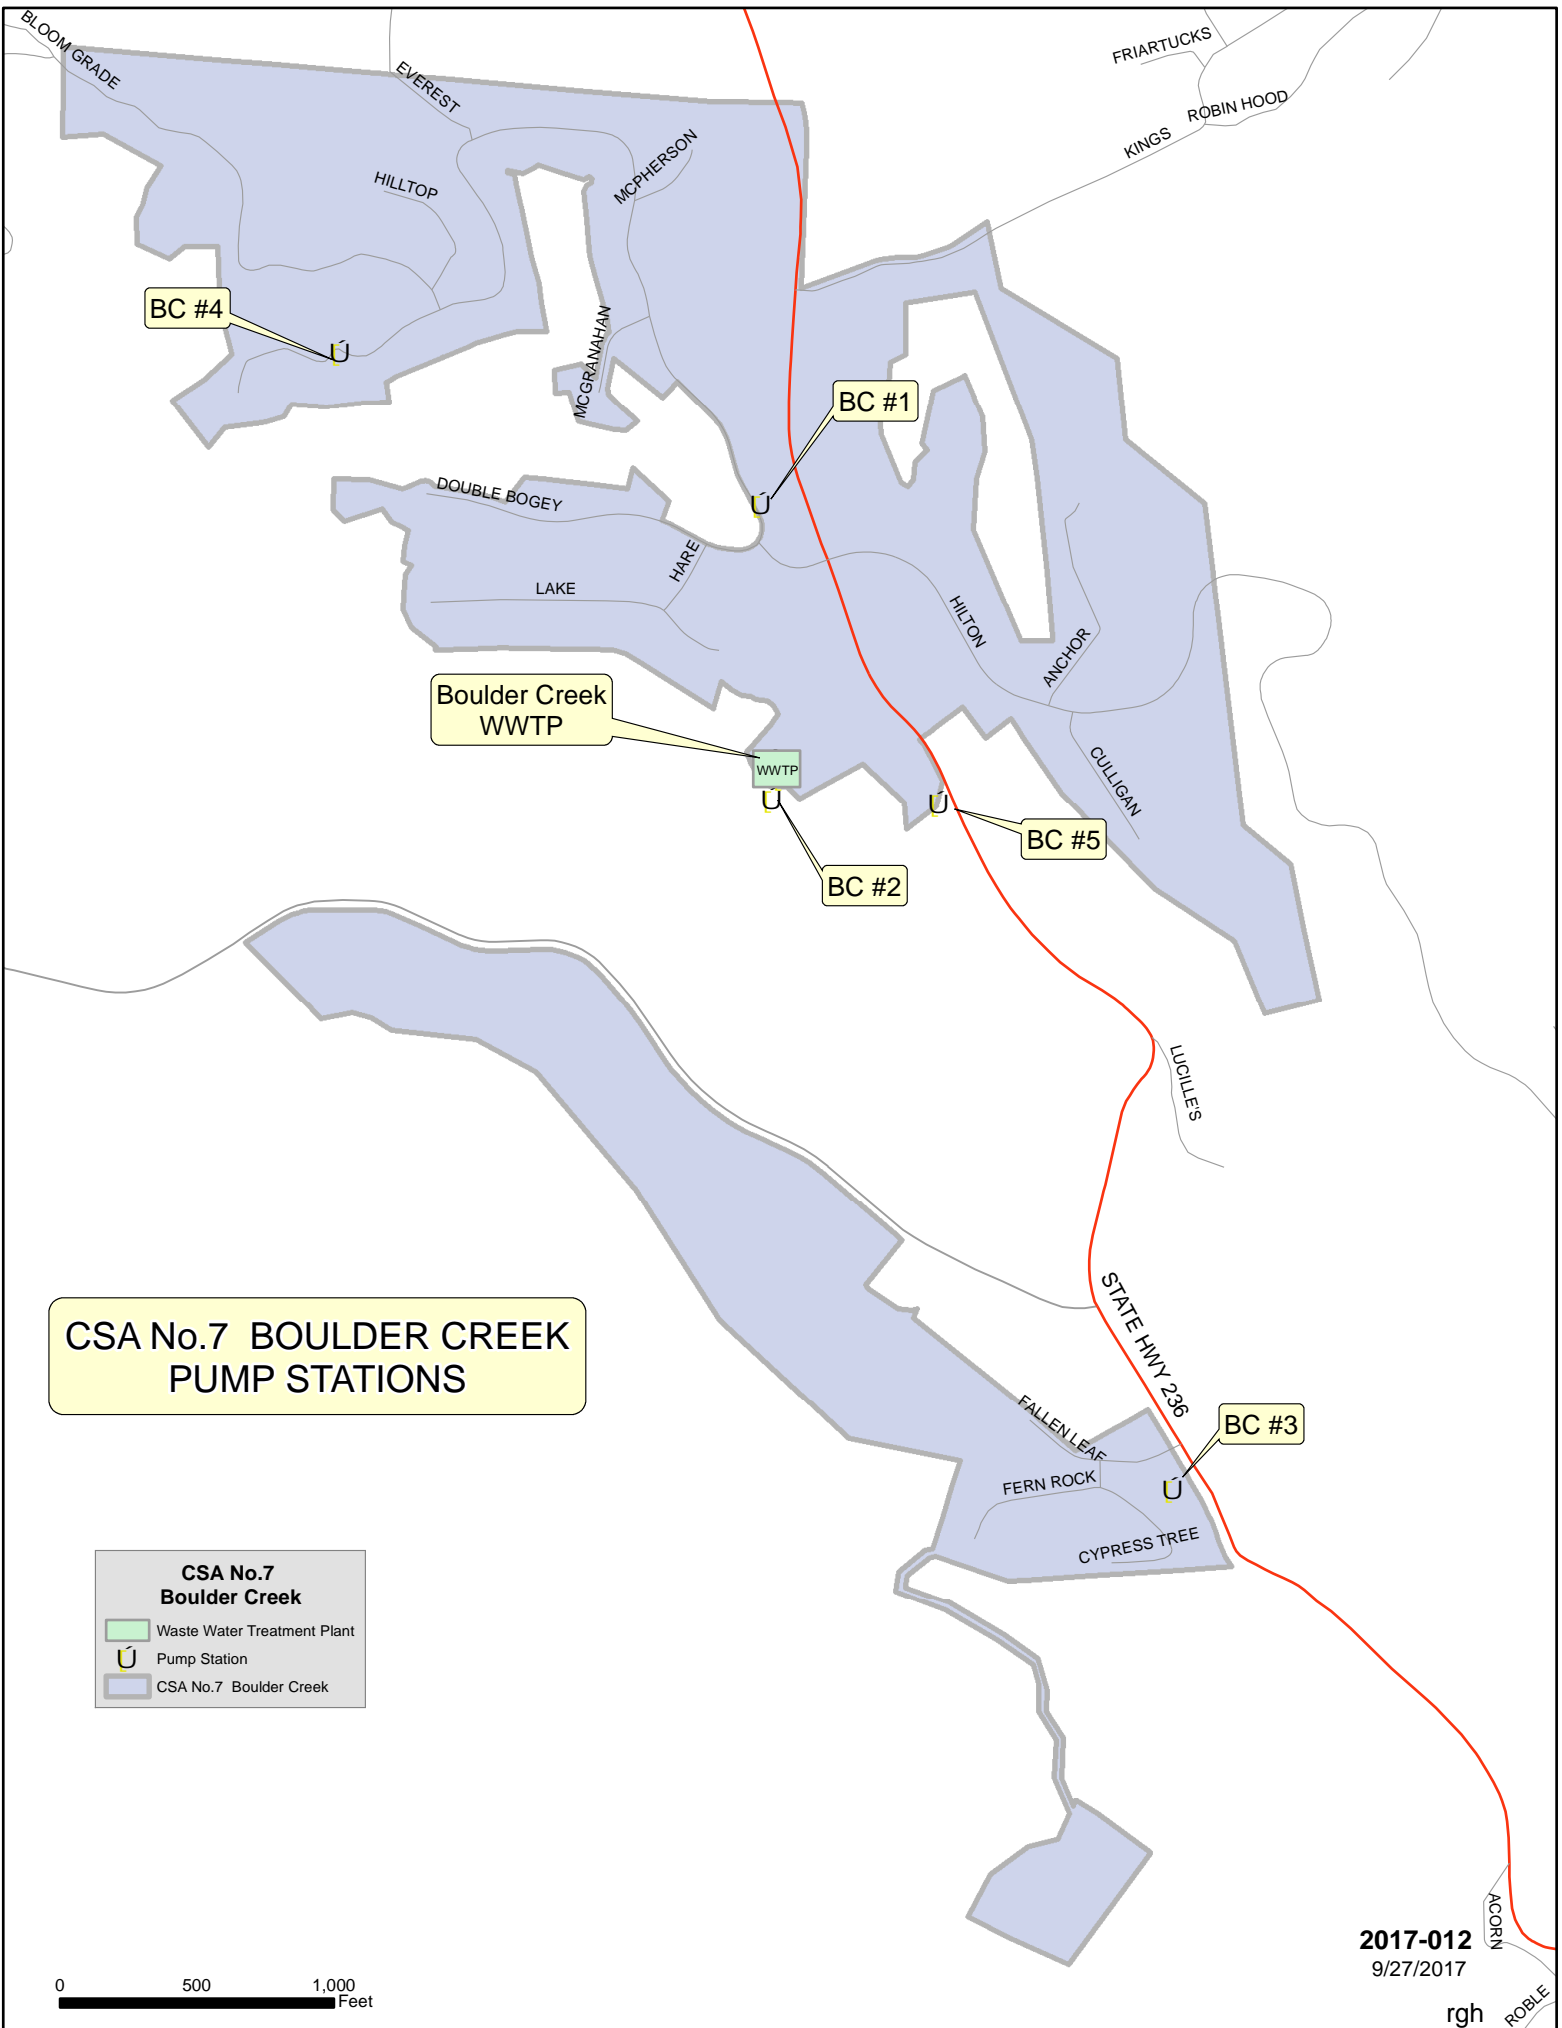 BLOOM GRADE
EVEREST
FRIARTUCKS
ROBIN HOOD
KINGS
MCPHERSON
HILLTOP
BC #4
MCGRANAHAN
BC #1
DOUBLE BOGEY
HARE
LAKE
HILTON
ANCHOR
Boulder Creek
WWTP
WWTP
CULLIGAN
BC #5
BC #2
LUCILLE'S
STATE HWY 236
CSA No.7 BOULDER CREEK
PUMP STATIONS
FALLEN LEAF
BC #3
FERN ROCK
CYPRESS TREE
CSA No.7
Boulder Creek
Waste Water Treatment Plant
Pump Station
CSA No.7 Boulder Creek
ACORN
2017-012
9/27/2017
0 500 1,000
Feet
rgh
ROBLE